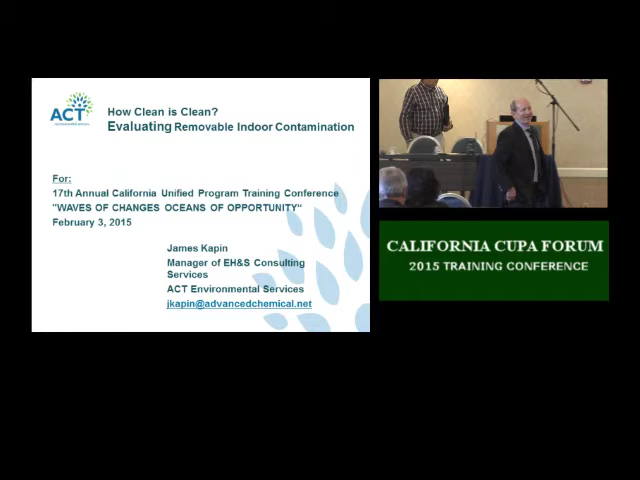 ACT
How Clean is Clean?
Evaluating Removable Indoor Contamination
For:
17th Annual California Unified Program Training Conference
"WAVES OF CHANGES OCEANS OF OPPORTUNITY"
February 3, 2015
James Kapin
Manager of EH&S Consulting
Services
ACT Environmental Services
jkapin@advancedchemical.net
CALIFORNIA CUPA FORUM
2015 TRAINING CONFERENCE